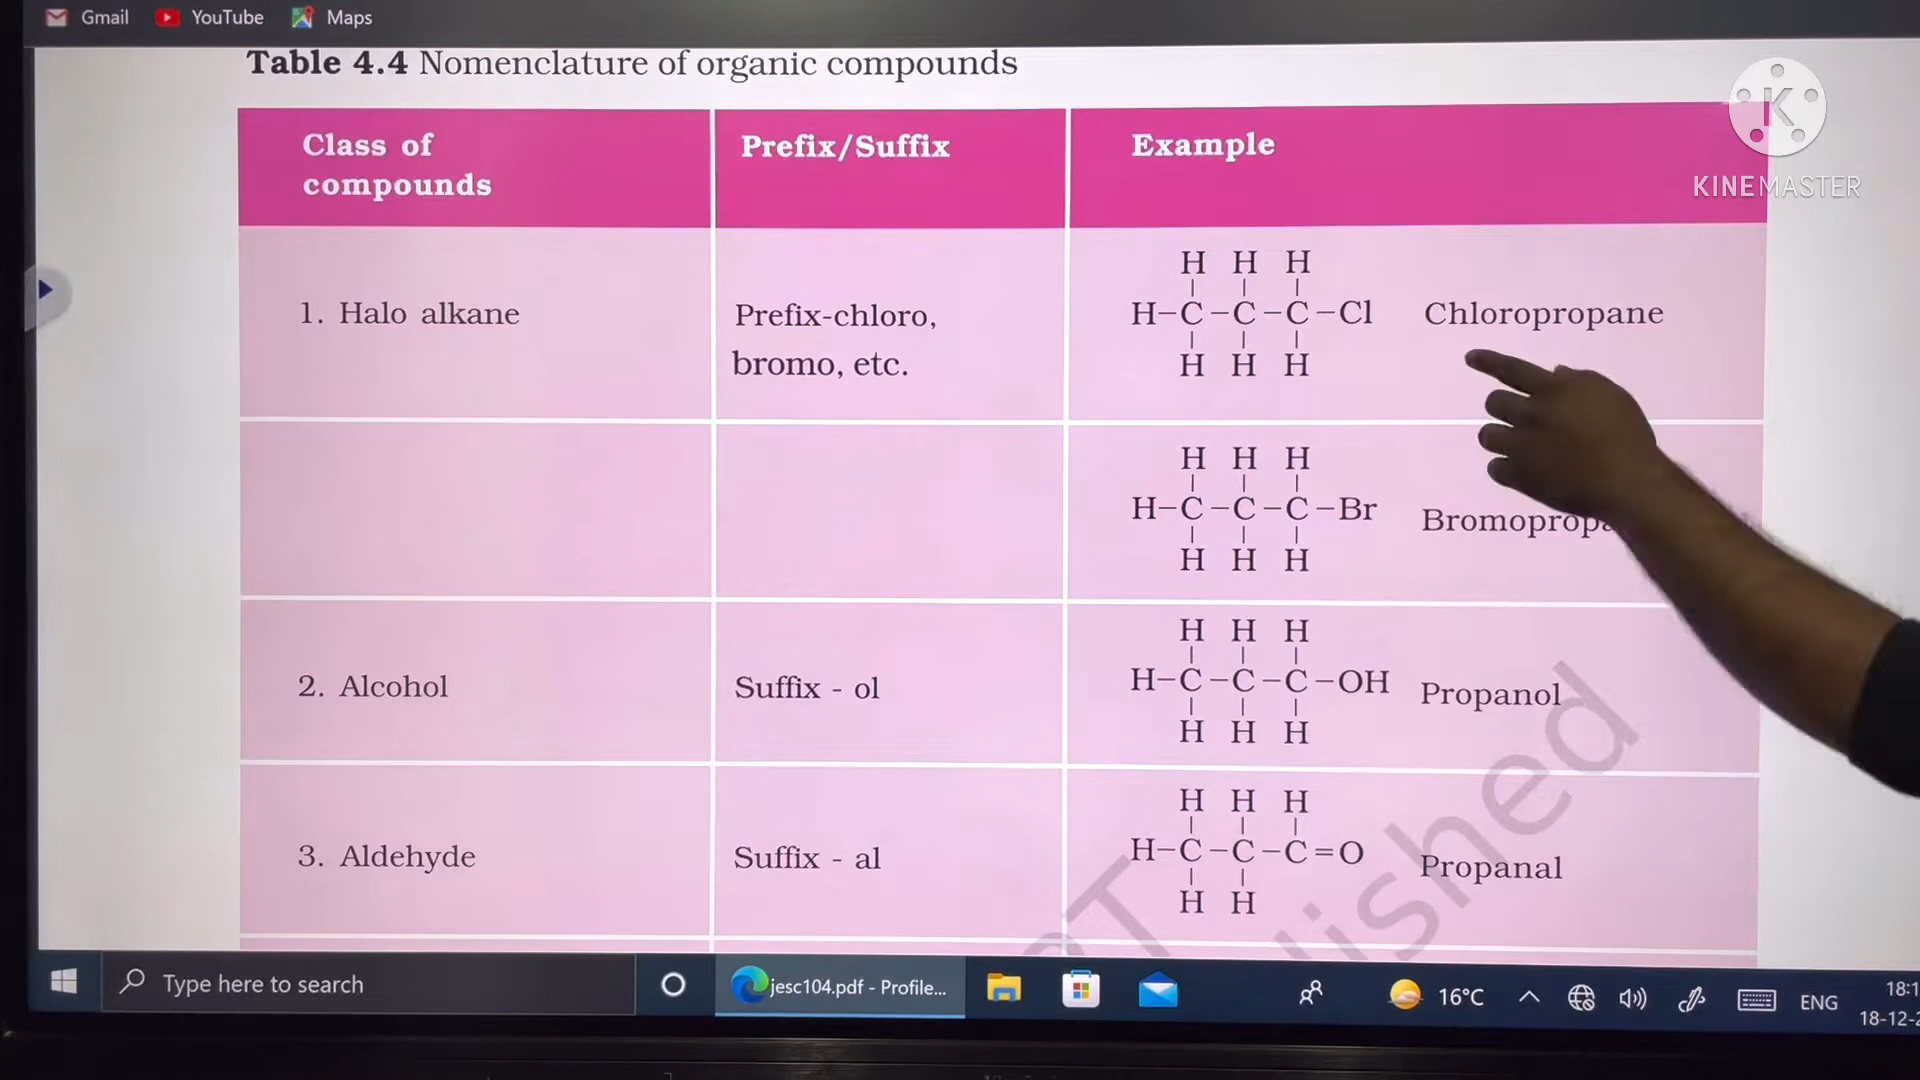 Gmail YouTube Maps
Table 4.4 Nomenclature of organic compounds
KINEMASTER
Class of compounds
Prefix/Suffix
Example
1. Halo alkane
Prefix-chloro,
bromo, etc.
H H H
H-C-C-C-Cl Chloropropane
H H H
H H H
H-C-C-C-Br
H H H
2. Alcohol
Suffix - ol
H H H
H-C-C-C-OH Propanol
H H H
3. Aldehyde
Suffix - al
H H H
H-C-C-C=O Propanal
H H
Type here to search
jesc104.pdf - Profile...
16°C
ENG